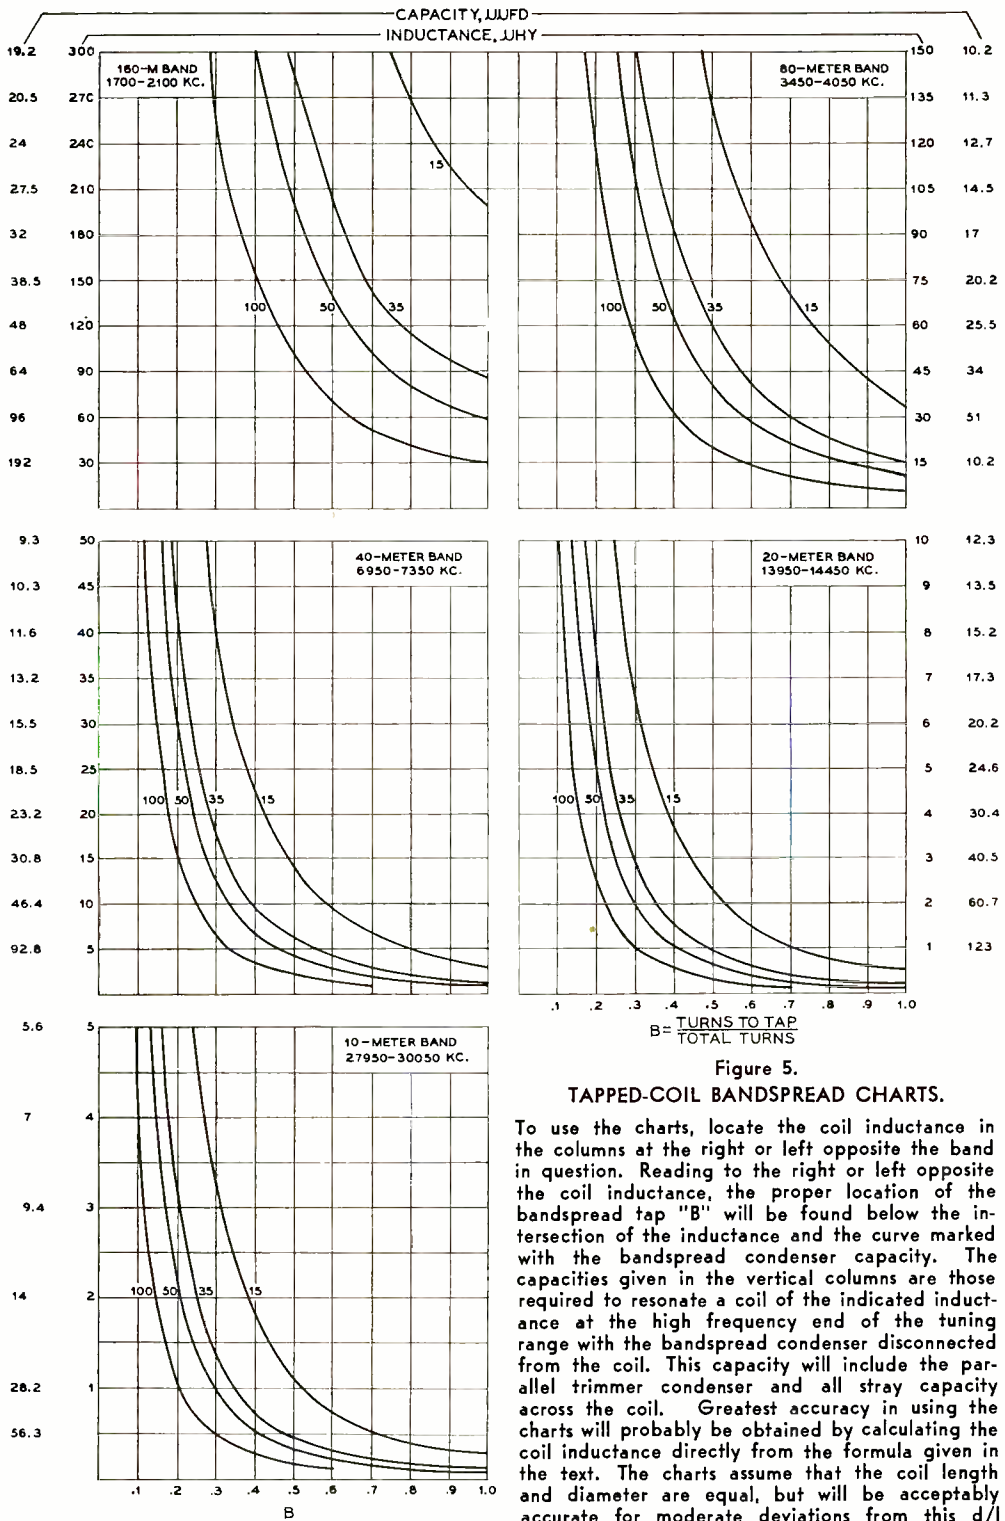 CAPACITY, µµFD
INDUCTANCE, µHY
19.2 300
20.5 27C
24 24C
27.5 210
32 180
38.5 150
48 120
64 90
96 60
192 30
160-M BAND
1700-2100 KC.
15
100 50 35
80-METER BAND
3450-4050 KC.
100 50 35 15
150 10.2
135 11.3
120 12.7
105 14.5
90 17
75 20.2
60 25.5
45 34
30 51
15 10.2
9.3 50
10.3 45
11.6 40
13.2 35
15.5 30
18.5 25
23.2 20
30.8 15
46.4 10
92.8 5
40-METER BAND
6950-7350 KC.
100 50 35 15
20-METER BAND
13950-14450 KC.
100 50 35 15
10 12.3
9 13.5
8 15.2
7 17.3
6 20.2
5 24.6
4 30.4
3 40.5
2 60.7
1 123
.1 .2 .3 .4 .5 .6 .7 .8 .9 1.0
B= TURNS TO TAP
TOTAL TURNS
5.6 5
7 4
9.4 3
14 2
28.2 1
56.3
10-METER BAND
27950-30050 KC.
100 50 35 15
.1 .2 .3 .4 .5 .6 .7 .8 .9 1.0
B
Figure 5.
TAPPED-COIL BANDSPREAD CHARTS.
To use the charts, locate the coil inductance in
the columns at the right or left opposite the band
in question. Reading to the right or left opposite
the coil inductance, the proper location of the
bandspread tap "B" will be found below the in-
tersection of the inductance and the curve marked
with the bandspread condenser capacity. The
capacities given in the vertical columns are those
required to resonate a coil of the indicated induct-
ance at the high frequency end of the tuning
range with the bandspread condenser disconnected
from the coil. This capacity will include the par-
allel trimmer condenser and all stray capacity
across the coil. Greatest accuracy in using the
charts will probably be obtained by calculating the
coil inductance directly from the formula given in
the text. The charts assume that the coil length
and diameter are equal, but will be acceptably
accurate for moderate deviations from this d/l